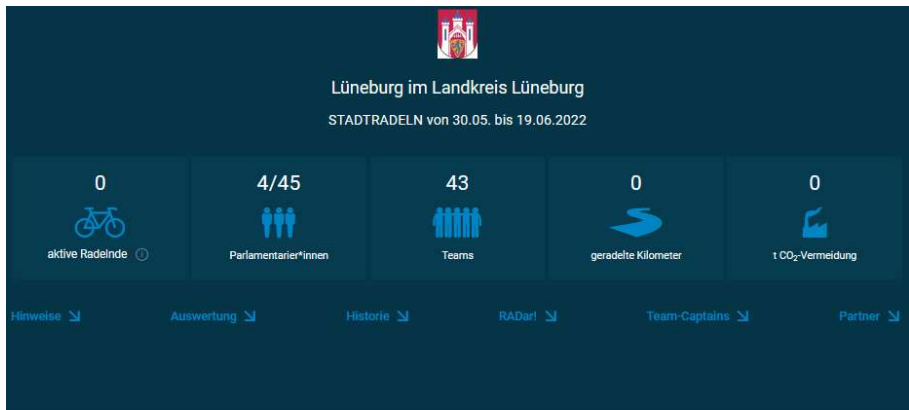 Lüneburg im Landkreis Lüneburg
STADTRADELN von 30.05. bis 19.06.2022
0
aktive Radelnde
4/45
Parlamentarier*innen
43
Teams
0
geradelte Kilometer
0
t CO₂-Vermeidung
Hinweise
Auswertung
Historie
RADar!
Team-Captains
Partner